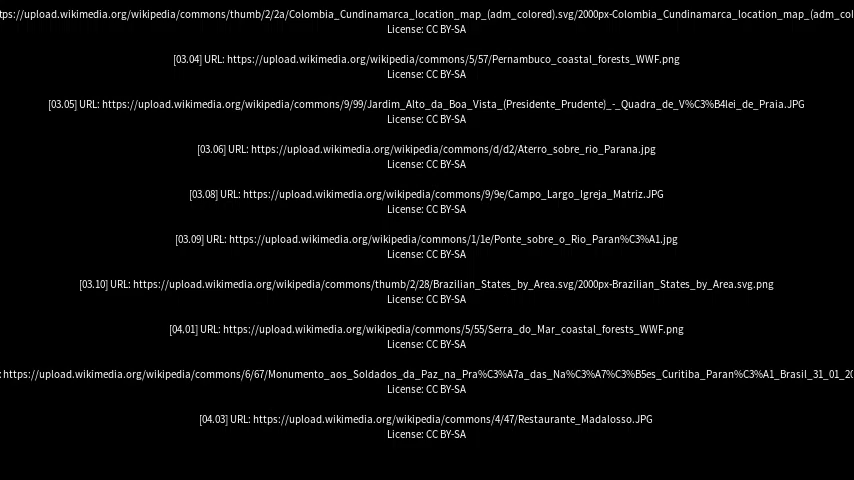 tps://upload.wikimedia.org/wikipedia/commons/thumb/2/2a/Colombia_Cundinamarca_location_map_(adm_colored).svg/2000px-Colombia_Cundinamarca_location_map_(adm_col
License: CC BY-SA
[03.04] URL: https://upload.wikimedia.org/wikipedia/commons/5/57/Pernambuco_coastal_forests_WWF.png
License: CC BY-SA
[03.05] URL: https://upload.wikimedia.org/wikipedia/commons/9/99/Jardim_Alto_da_Boa_Vista_(Presidente_Prudente)_-_Quadra_de_V%C3%B4lei_de_Praia.JPG
License: CC BY-SA
[03.06] URL: https://upload.wikimedia.org/wikipedia/commons/d/d2/Aterro_sobre_rio_Parana.jpg
License: CC BY-SA
[03.08] URL: https://upload.wikimedia.org/wikipedia/commons/9/9e/Campo_Largo_Igreja_Matriz.JPG
License: CC BY-SA
[03.09] URL: https://upload.wikimedia.org/wikipedia/commons/1/1e/Ponte_sobre_o_Rio_Paran%C3%A1.jpg
License: CC BY-SA
[03.10] URL: https://upload.wikimedia.org/wikipedia/commons/thumb/2/28/Brazilian_States_by_Area.svg/2000px-Brazilian_States_by_Area.svg.png
License: CC BY-SA
[04.01] URL: https://upload.wikimedia.org/wikipedia/commons/5/55/Serra_do_Mar_coastal_forests_WWF.png
License: CC BY-SA
: https://upload.wikimedia.org/wikipedia/commons/6/67/Monumento_aos_Soldados_da_Paz_na_Pra%C3%A7a_das_Na%C3%A7%C3%B5es_Curitiba_Paran%C3%A1_Brasil_31_01_20
License: CC BY-SA
[04.03] URL: https://upload.wikimedia.org/wikipedia/commons/4/47/Restaurante_Madalosso.JPG
License: CC BY-SA